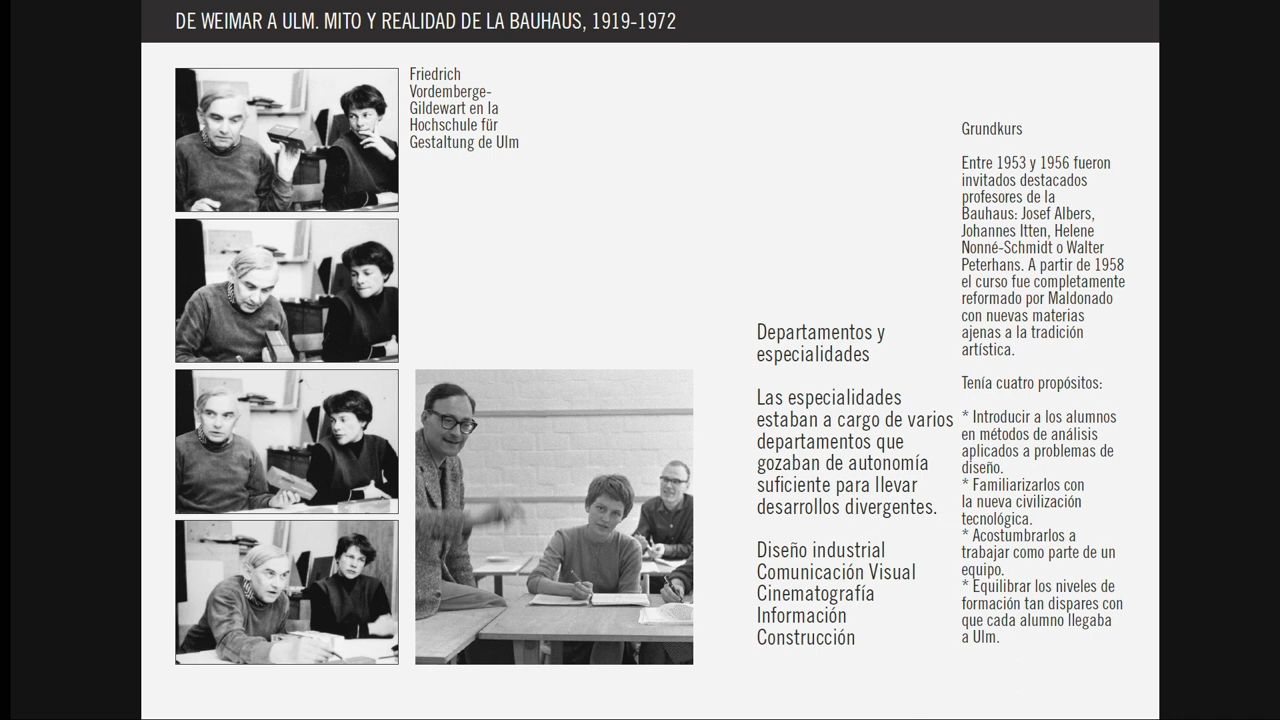 DE WEIMAR A ULM. MITO Y REALIDAD DE LA BAUHAUS, 1919-1972
Friedrich
Vordemberge-
Gildewart en la
Hochschule für
Gestaltung de Ulm
Departamentos y
especialidades
Las especialidades
estaban a cargo de varios
departamentos que
gozaban de autonomía
suficiente para llevar
desarrollos divergentes.
Diseño industrial
Comunicación Visual
Cinematografía
Información
Construcción
Grundkurs
Entre 1953 y 1956 fueron
invitados destacados
profesores de la
Bauhaus: Josef Albers,
Johannes Itten, Helene
Nonné-Schmidt o Walter
Peterhans. A partir de 1958
el curso fue completamente
reformado por Maldonado
con nuevas materias
ajenas a la tradición
artística.
Tenía cuatro propósitos:
* Introducir a los alumnos
en métodos de análisis
aplicados a problemas de
diseño.
* Familiarizarlos con
la nueva civilización
tecnológica.
* Acostumbrarlos a
trabajar como parte de un
equipo.
* Equilibrar los niveles de
formación tan dispares con
que cada alumno llegaba
a Ulm.